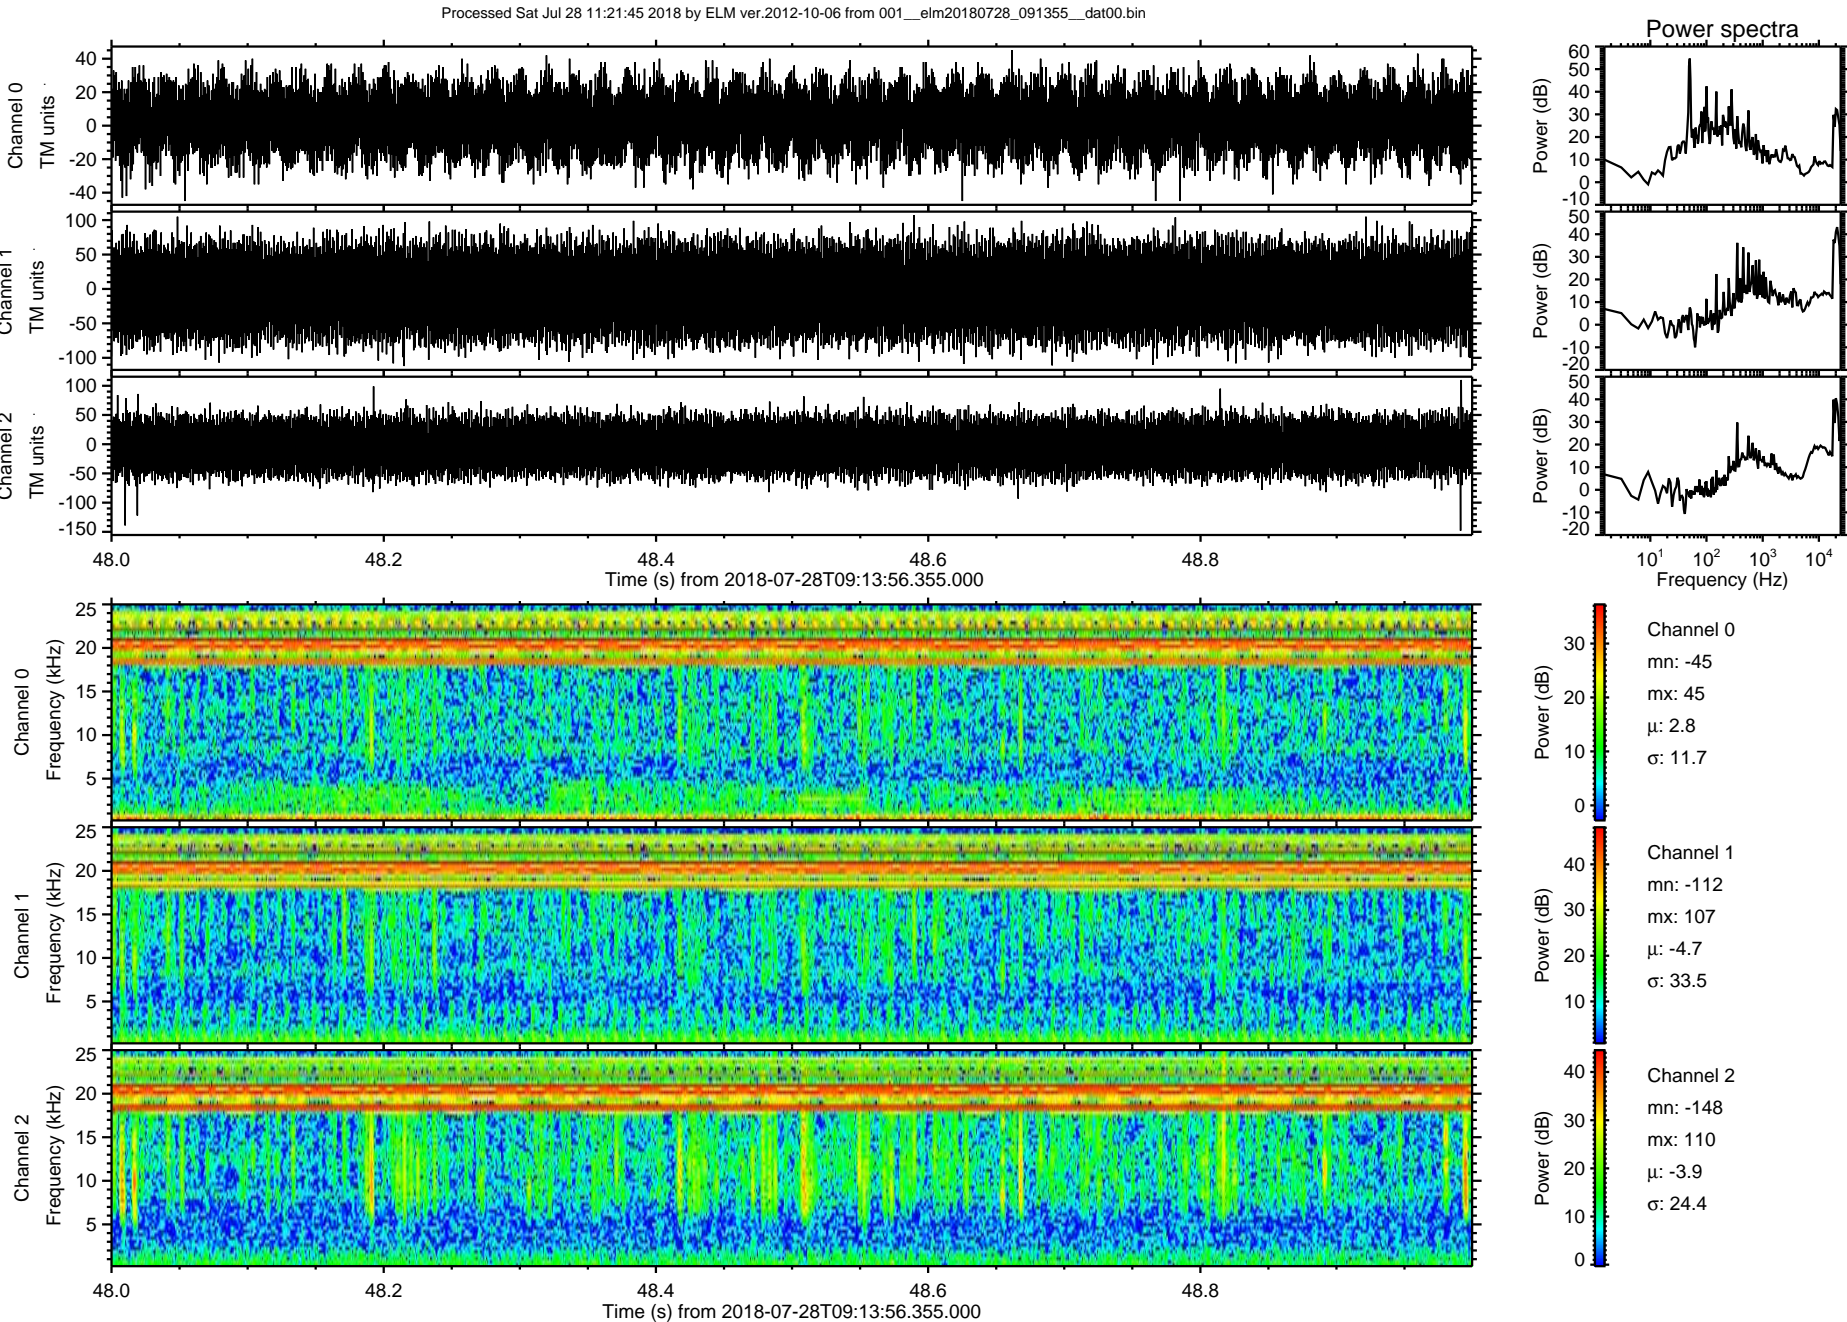 Processed Sat Jul 28 11:21:45 2018 by ELM ver.2012-10-06 from 001__elm20180728_091355__dat00.bin
Power spectra
Channel 0
TM units
40
20
0
-20
-40
Power (dB)
60
50
40
30
20
10
0
-10
Channel 1
TM units
100
50
0
-50
-100
Power (dB)
50
40
30
20
10
0
-10
-20
Channel 2
TM units
100
50
0
-50
-100
-150
Power (dB)
50
40
30
20
10
0
-10
-20
48.0 48.2 48.4 48.6 48.8
Time (s) from 2018-07-28T09:13:56.355.000
10^1 10^2 10^3 10^4
Frequency (Hz)
Channel 0
Frequency (kHz)
25
20
15
10
5
Power (dB)
30
20
10
0
Channel 0
mn: -45
mx: 45
μ: 2.8
σ: 11.7
Channel 1
Frequency (kHz)
25
20
15
10
5
Power (dB)
40
30
20
10
Channel 1
mn: -112
mx: 107
μ: -4.7
σ: 33.5
Channel 2
Frequency (kHz)
25
20
15
10
5
Power (dB)
40
30
20
10
0
Channel 2
mn: -148
mx: 110
μ: -3.9
σ: 24.4
48.0 48.2 48.4 48.6 48.8
Time (s) from 2018-07-28T09:13:56.355.000